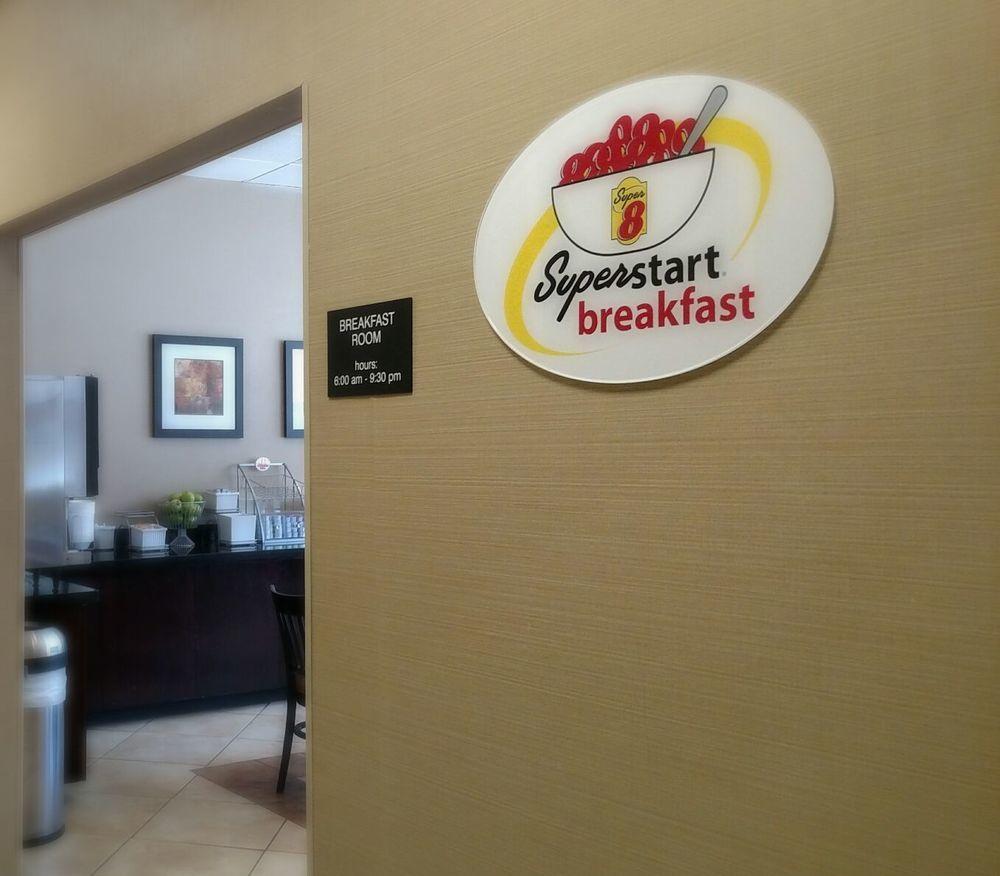 Super
8
Superstart
breakfast
BREAKFAST
ROOM
hours:
6:00 am - 9:30 pm